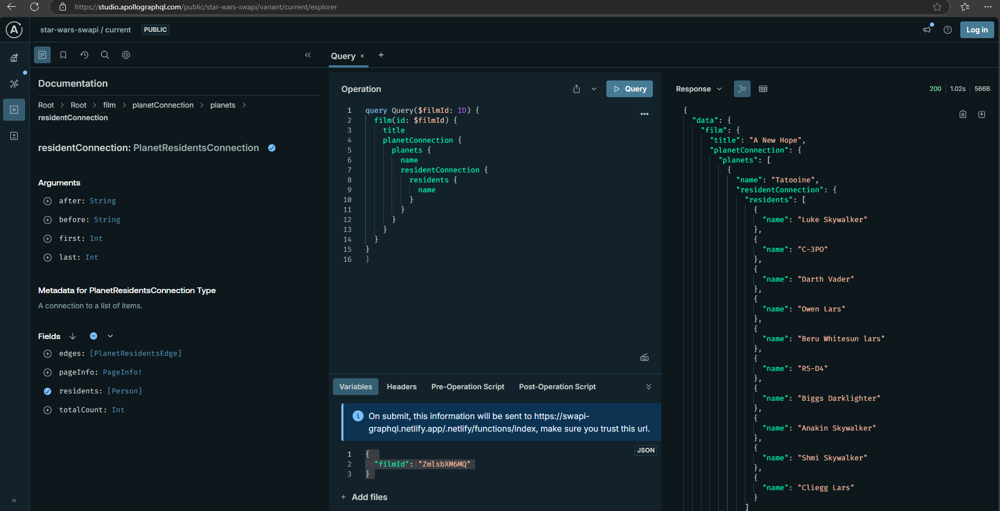 https://studio.apollographql.com/public/star-wars-swapi/variant/current/explorer
star-wars-swapi / current
PUBLIC
Log in
Documentation
Root > Root > film > planetConnection > planets >
residentConnection
residentConnection: PlanetResidentsConnection
Arguments
after: String
before: String
first: Int
last: Int
Metadata for PlanetResidentsConnection Type
A connection to a list of items.
Fields
edges: [PlanetResidentsEdge]
pageInfo: PageInfo!
residents: [Person]
totalCount: Int
Query × +
Operation
Query
1 query Query($filmId: ID) {
2 film(id: $filmId) {
3 title
4 planetConnection {
5 planets {
6 name
7 residentConnection {
8 residents {
9 name
10 }
11 }
12 }
13 }
14 }
15 }
16 }
Variables
Headers
Pre-Operation Script
Post-Operation Script
On submit, this information will be sent to https://swapi-
graphql.netlify.app/.netlify/functions/index, make sure you trust this url.
JSON
1 {
2 "filmId": "ZmlsbXM6MQ"
3 }
+ Add files
Response
200
1.02s
566B
{
"data": {
"film": {
"title": "A New Hope",
"planetConnection": {
"planets": [
{
"name": "Tatooine",
"residentConnection": {
"residents": [
{
"name": "Luke Skywalker"
},
{
"name": "C-3PO"
},
{
"name": "Darth Vader"
},
{
"name": "Owen Lars"
},
{
"name": "Beru Whitesun lars"
},
{
"name": "R5-D4"
},
{
"name": "Biggs Darklighter"
},
{
"name": "Anakin Skywalker"
},
{
"name": "Shmi Skywalker"
},
{
"name": "Cliegg Lars"
}
]